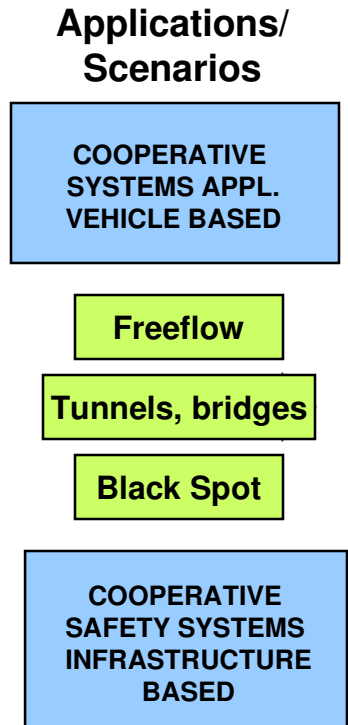 Applications/
Scenarios
COOPERATIVE
SYSTEMS APPL.
VEHICLE BASED
Freeflow
Tunnels, bridges
Black Spot
COOPERATIVE
SAFETY SYSTEMS
INFRASTRUCTURE
BASED